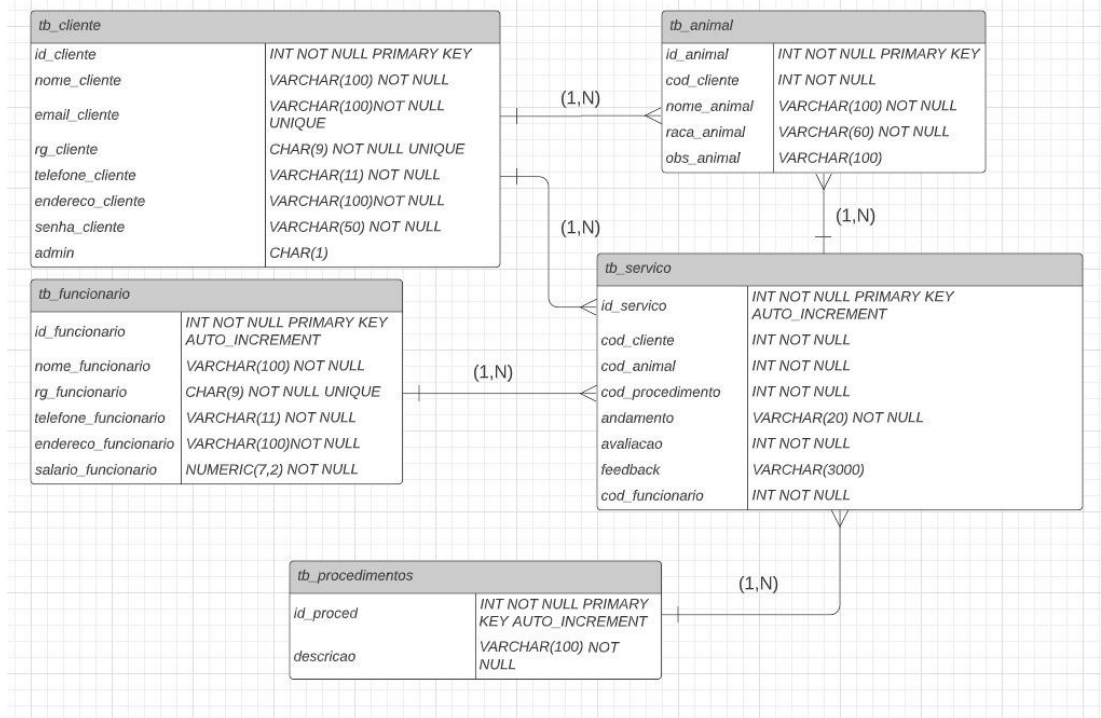 tb_cliente
id_cliente INT NOT NULL PRIMARY KEY
nome_cliente VARCHAR(100) NOT NULL
email_cliente VARCHAR(100)NOT NULL
UNIQUE
rg_cliente CHAR(9) NOT NULL UNIQUE
telefone_cliente VARCHAR(11) NOT NULL
endereco_cliente VARCHAR(100)NOT NULL
senha_cliente VARCHAR(50) NOT NULL
admin CHAR(1)
(1,N)
(1,N)
tb_animal
id_animal INT NOT NULL PRIMARY KEY
cod_cliente INT NOT NULL
nome_animal VARCHAR(100) NOT NULL
raca_animal VARCHAR(60) NOT NULL
obs_animal VARCHAR(100)
(1,N)
tb_funcionario
id_funcionario INT NOT NULL PRIMARY KEY
AUTO_INCREMENT
nome_funcionario VARCHAR(100) NOT NULL
rg_funcionario CHAR(9) NOT NULL UNIQUE
telefone_funcionario VARCHAR(11) NOT NULL
endereco_funcionario VARCHAR(100)NOT NULL
salario_funcionario NUMERIC(7,2) NOT NULL
(1,N)
tb_servico
id_servico INT NOT NULL PRIMARY KEY
AUTO_INCREMENT
cod_cliente INT NOT NULL
cod_animal INT NOT NULL
cod_procedimento INT NOT NULL
andamento VARCHAR(20) NOT NULL
avaliacao INT NOT NULL
feedback VARCHAR(3000)
cod_funcionario INT NOT NULL
tb_procedimentos
id_proced INT NOT NULL PRIMARY
KEY AUTO_INCREMENT
descricao VARCHAR(100) NOT
NULL
(1,N)